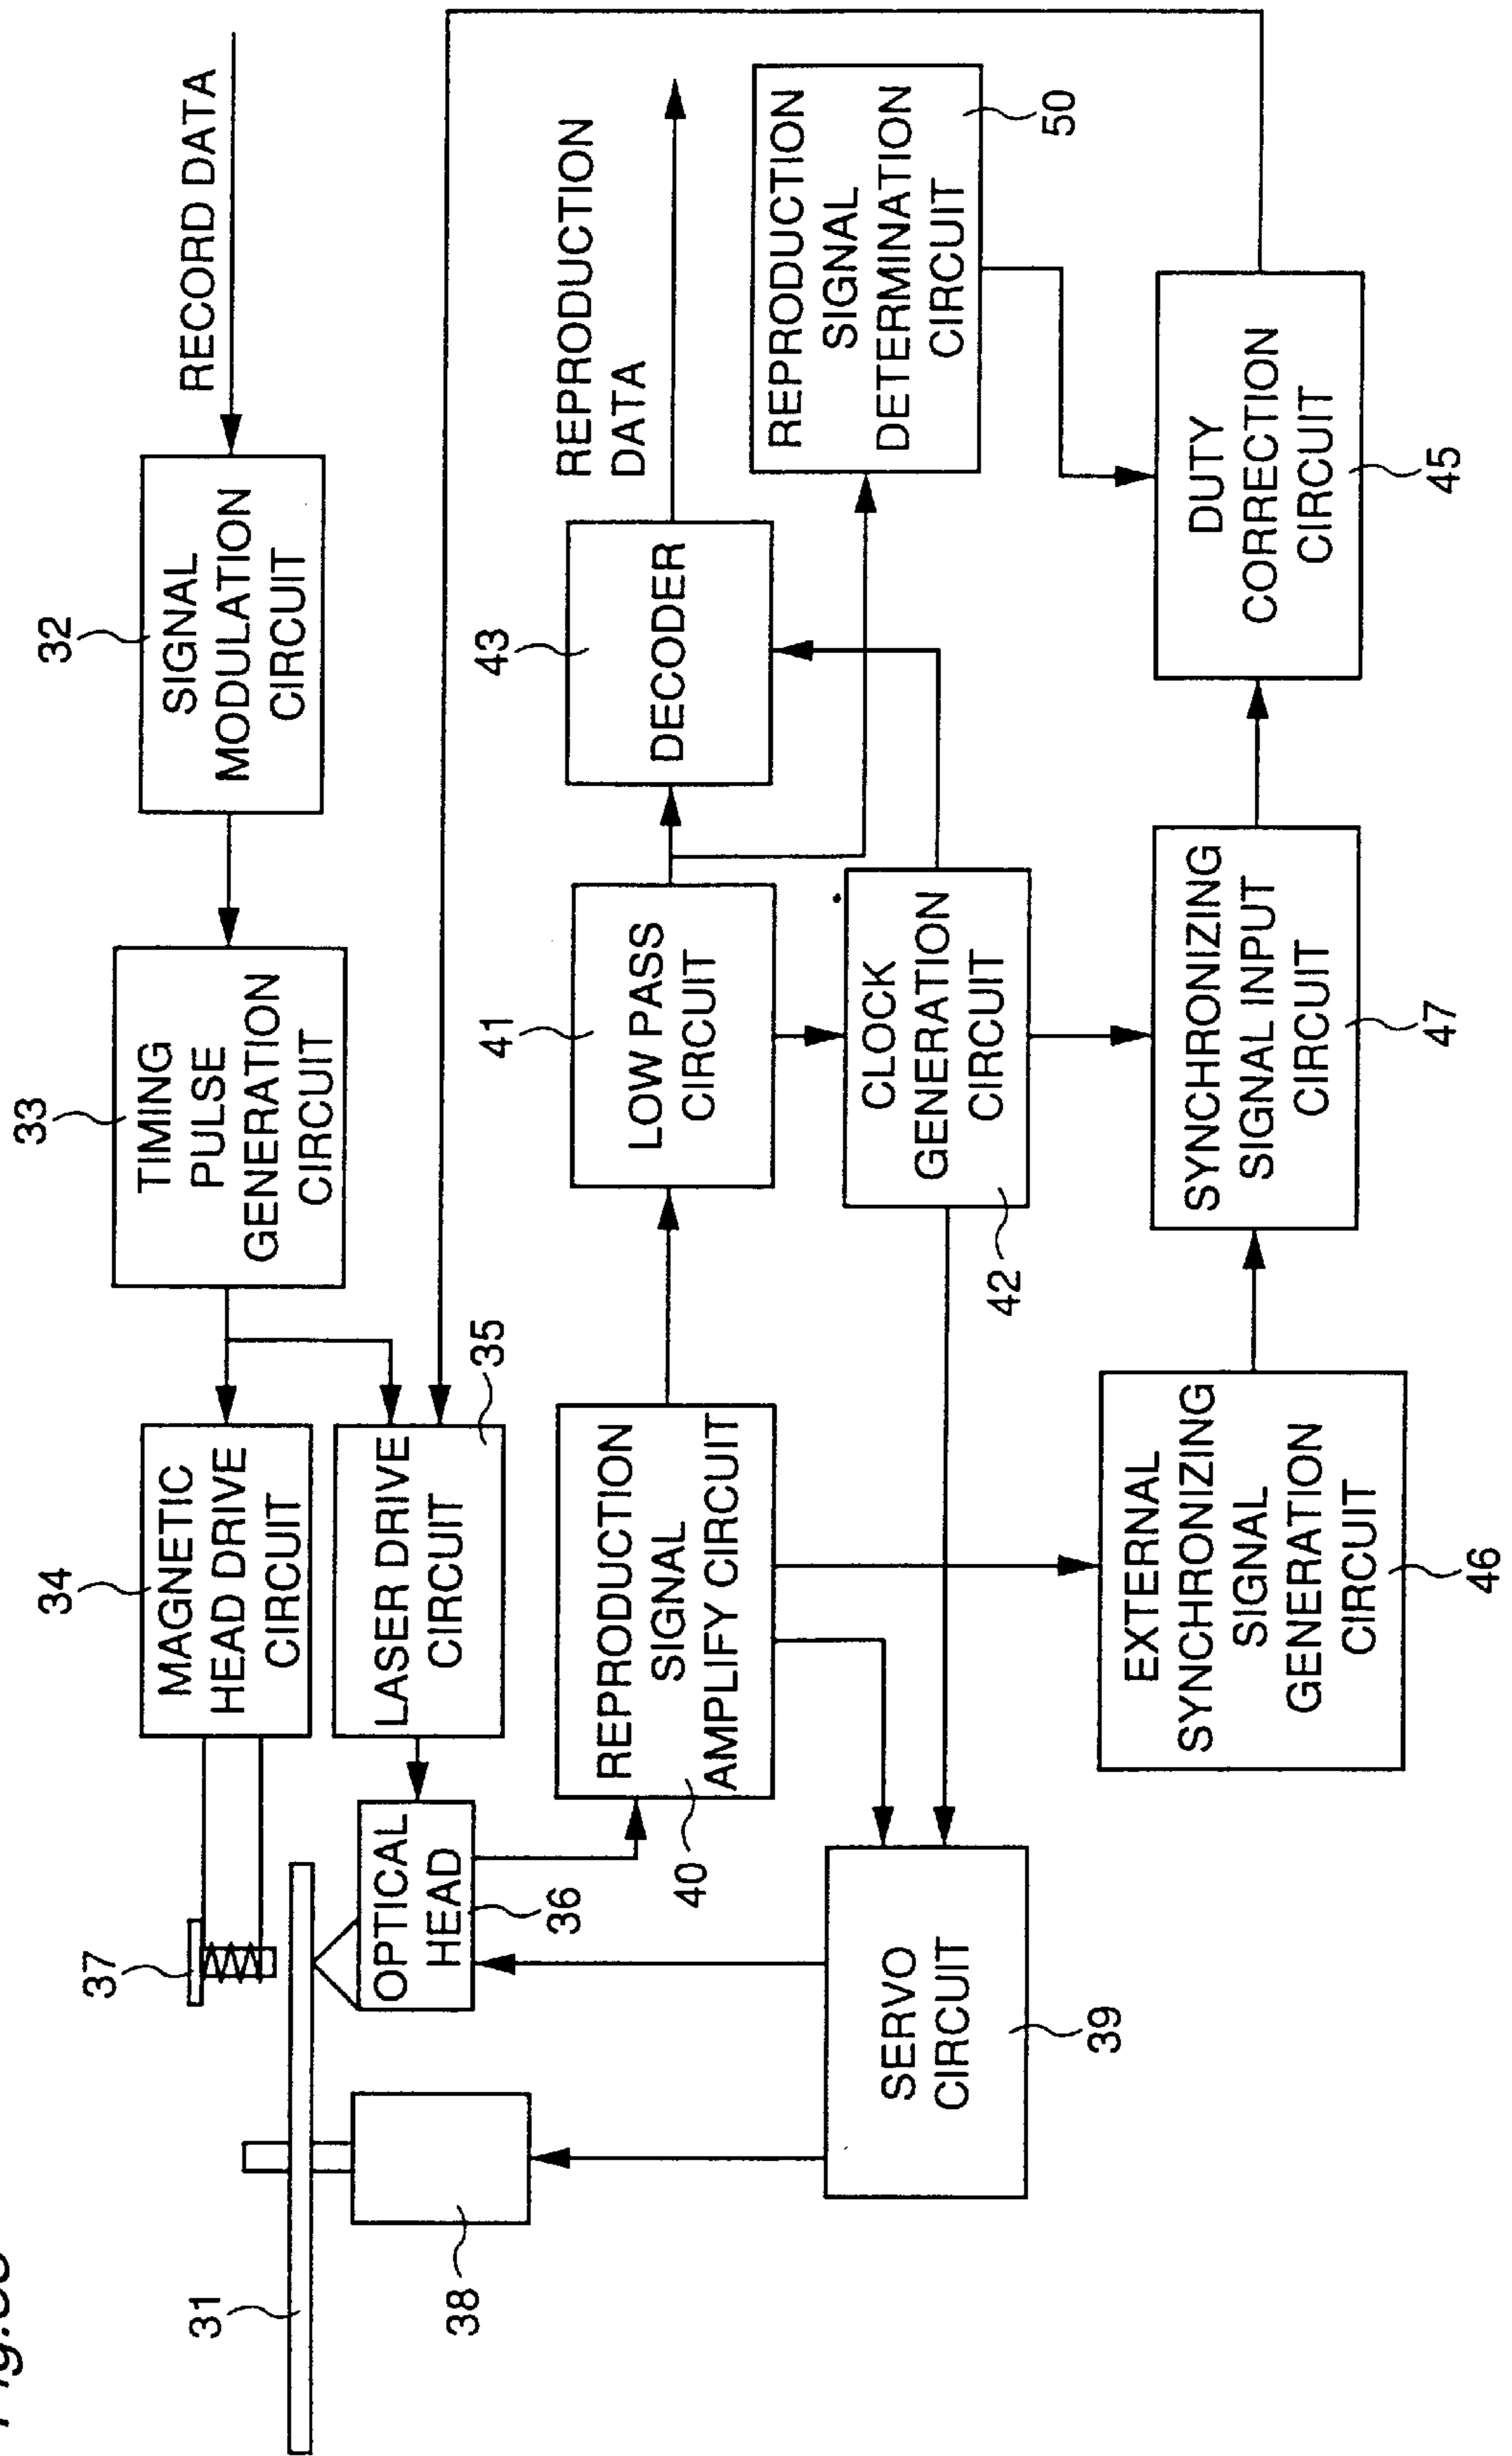 RECORD DATA
32
SIGNAL
MODULATION
CIRCUIT
33
TIMING
PULSE
GENERATION
CIRCUIT
34
MAGNETIC
HEAD DRIVE
CIRCUIT
35
LASER DRIVE
CIRCUIT
37
OPTICAL
HEAD
36
31
38
REPRODUCTION
SIGNAL
AMPLIFY CIRCUIT
40
41
LOW PASS
CIRCUIT
43
DECODER
REPRODUCTION
DATA
REPRODUCTION
SIGNAL
DETERMINATION
CIRCUIT
50
CLOCK
GENERATION
CIRCUIT
42
SERVO
CIRCUIT
39
EXTERNAL
SYNCHRONIZING
SIGNAL
GENERATION
CIRCUIT
46
SYNCHRONIZING
SIGNAL INPUT
CIRCUIT
47
DUTY
CORRECTION
CIRCUIT
45